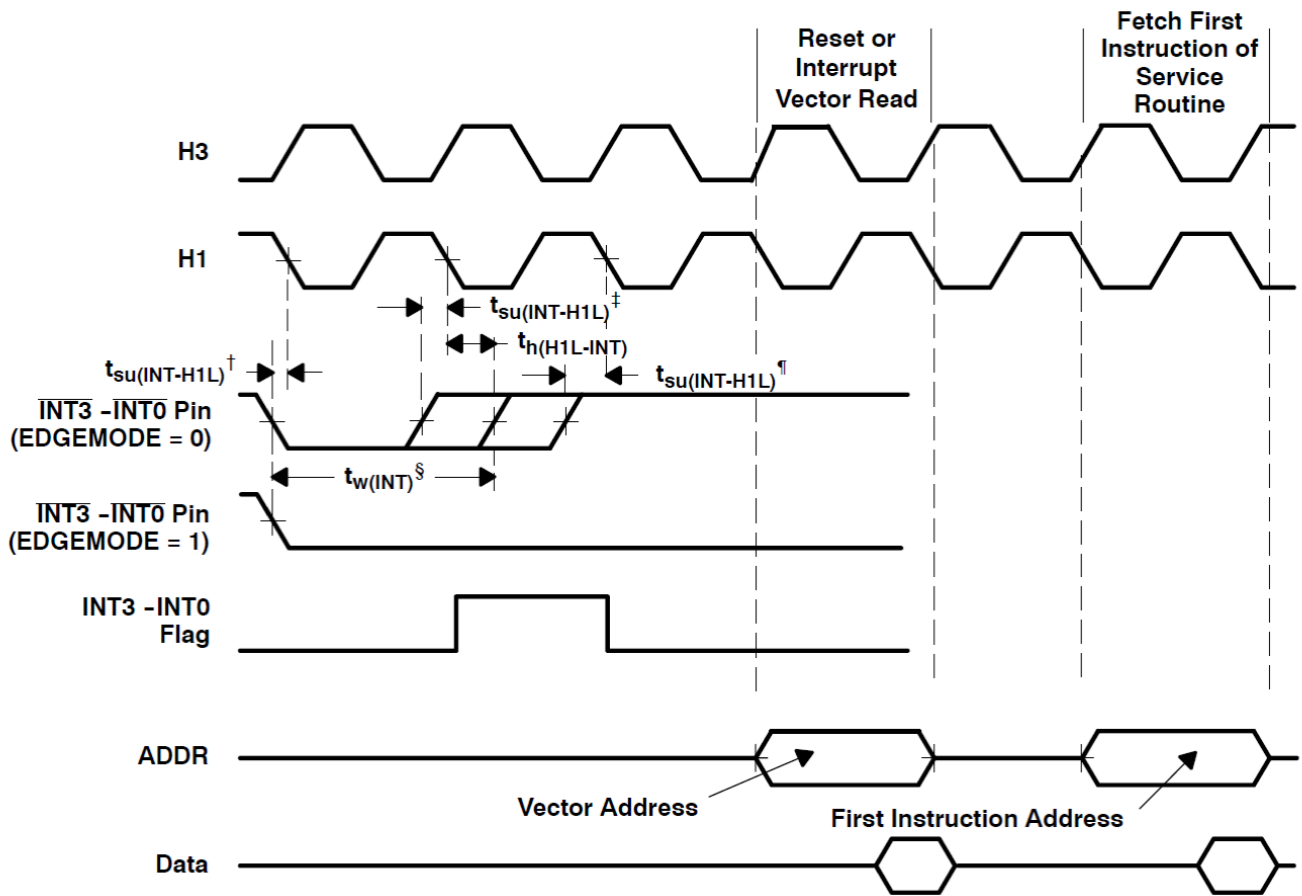 Reset or
Interrupt
Vector Read
Fetch First
Instruction of
Service
Routine
H3
H1
tsu(INT-H1L)‡
th(H1L-INT)
tsu(INT-H1L)†
tsu(INT-H1L)¶
INT3 -INT0 Pin
(EDGEMODE = 0)
tw(INT)§
INT3 -INT0 Pin
(EDGEMODE = 1)
INT3 -INT0
Flag
ADDR
Vector Address
First Instruction Address
Data